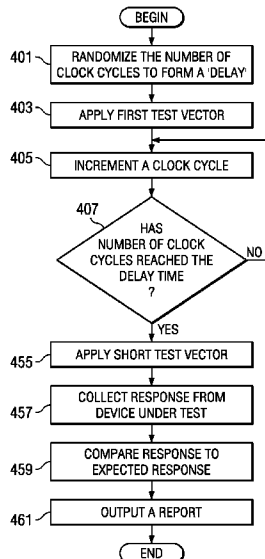 BEGIN
401
RANDOMIZE THE NUMBER OF
CLOCK CYCLES TO FORM A 'DELAY'
403
APPLY FIRST TEST VECTOR
405
INCREMENT A CLOCK CYCLE
407
HAS
NUMBER OF CLOCK
CYCLES REACHED THE
DELAY TIME
?
NO
YES
455
APPLY SHORT TEST VECTOR
457
COLLECT RESPONSE FROM
DEVICE UNDER TEST
459
COMPARE RESPONSE TO
EXPECTED RESPONSE
461
OUTPUT A REPORT
END